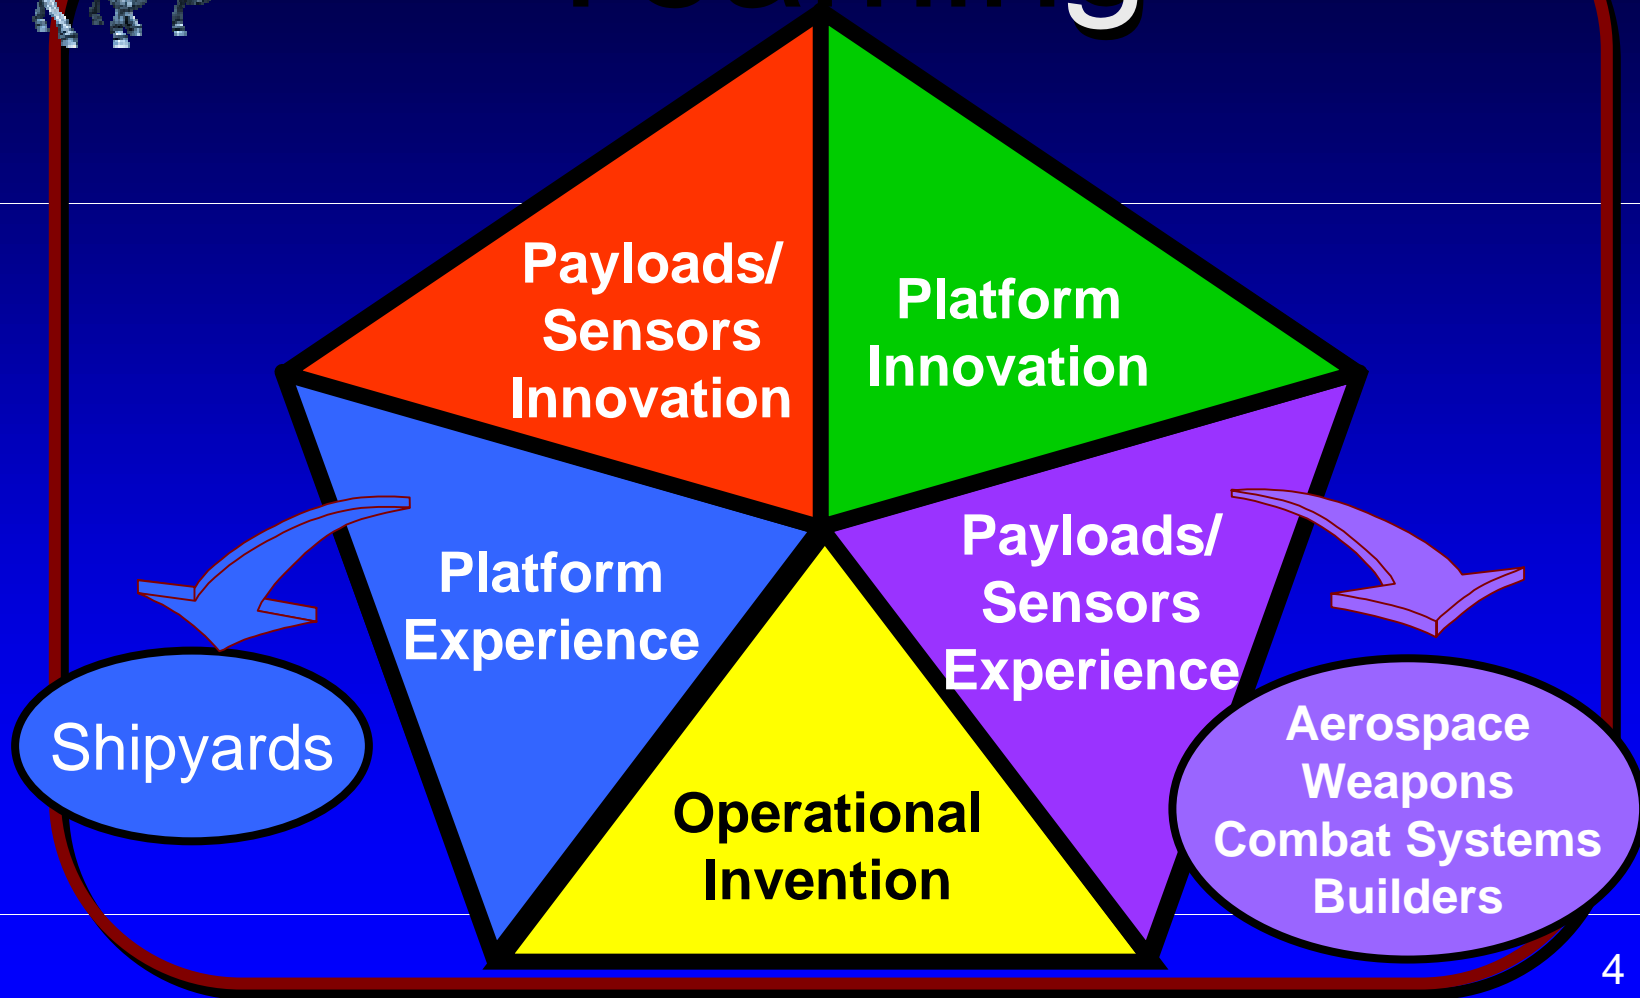 Teaming
Payloads/
Sensors
Innovation
Platform
Innovation
Platform
Experience
Payloads/
Sensors
Experience
Shipyards
Operational
Invention
Aerospace
Weapons
Combat Systems
Builders
4